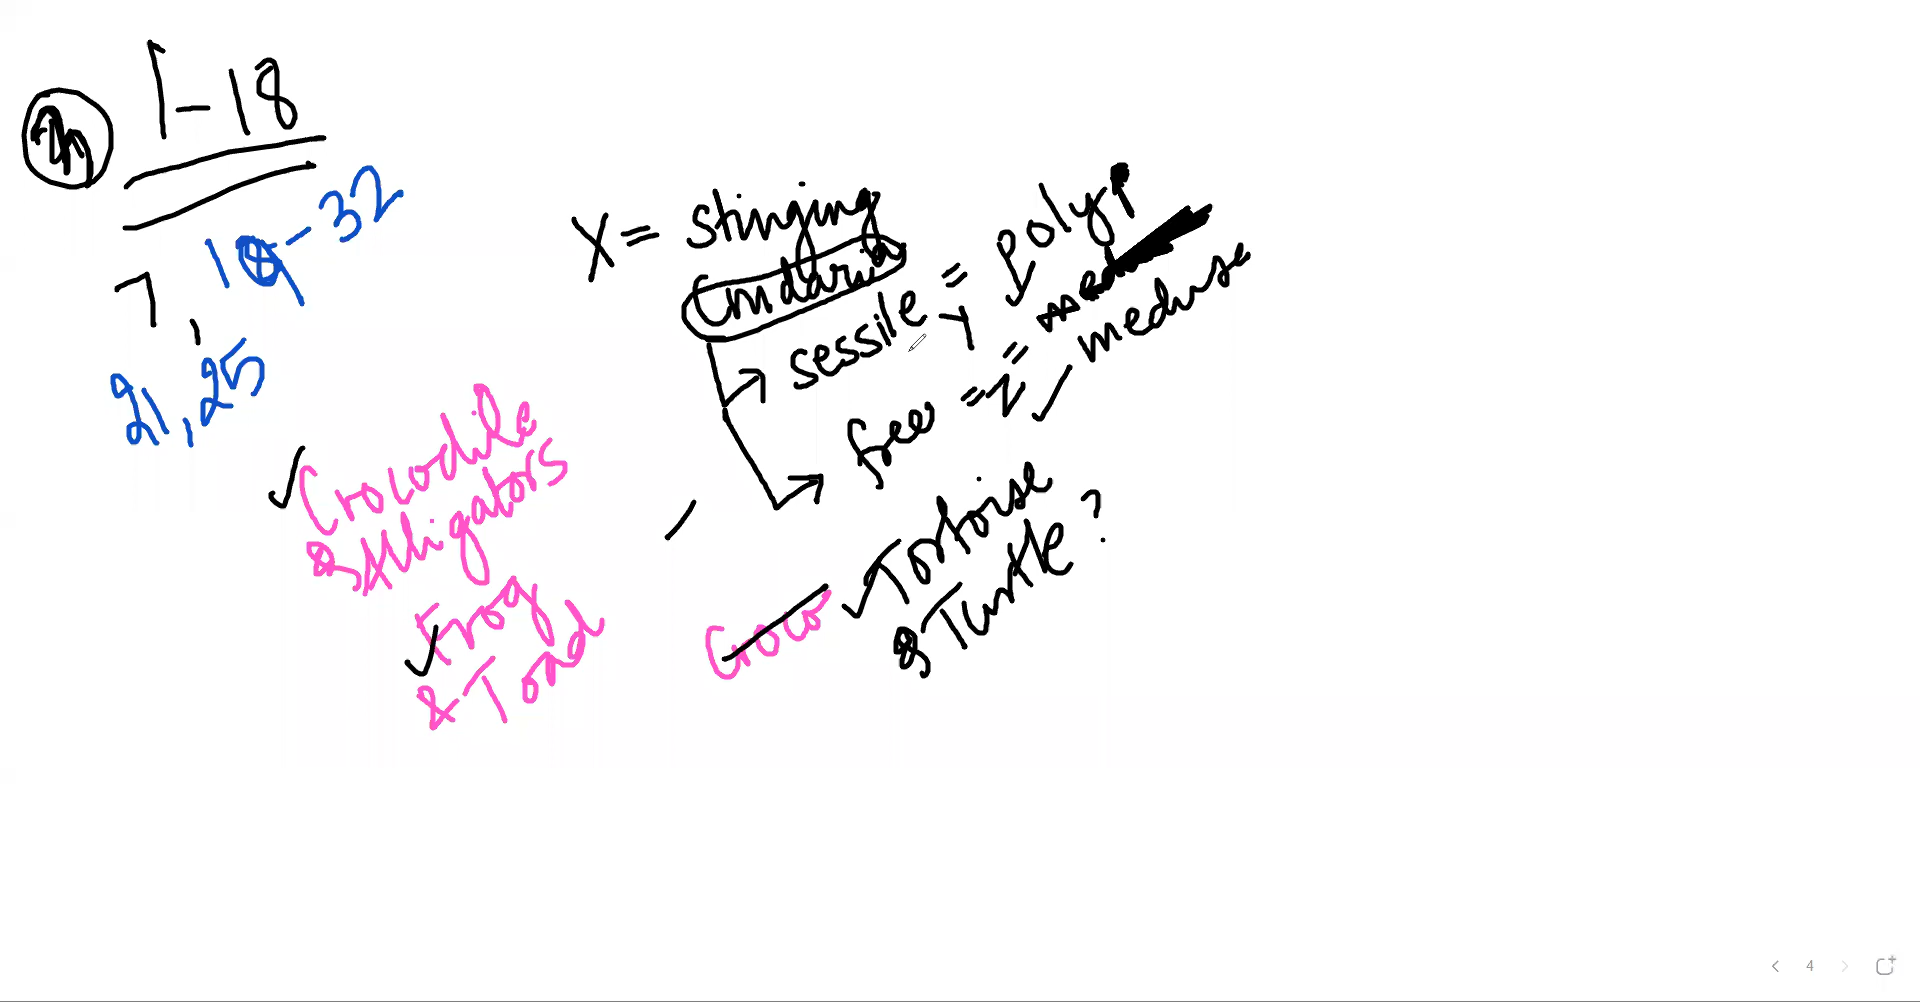 1-18
19-32
7,
21, 25
X = stinging
Cnidaria
sessile = Y = polyp
free = Z = medusa
Crocodile
& Alligators
Frog
& Toad
Croco
Tortoise
& Turtle ?
4